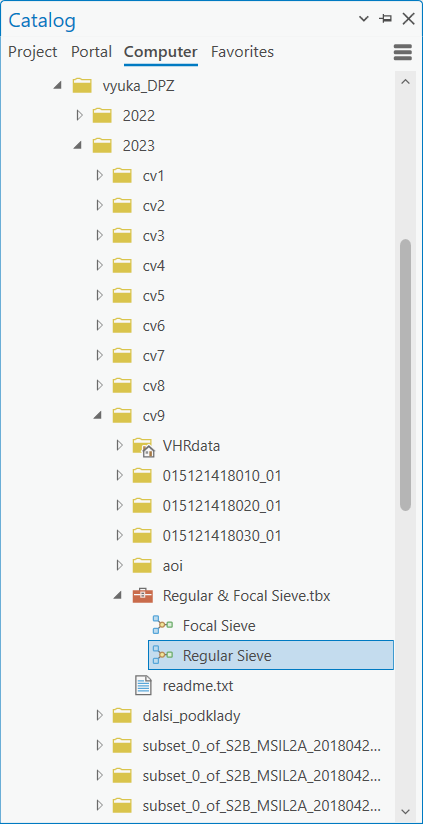 Catalog
Project Portal Computer Favorites
vyuka_DPZ
2022
2023
cv1
cv2
cv3
cv4
cv5
cv6
cv7
cv8
cv9
VHRdata
015121418010_01
015121418020_01
015121418030_01
aoi
Regular & Focal Sieve.tbx
Focal Sieve
Regular Sieve
readme.txt
dalsi_podklady
subset_0_of_S2B_MSIL2A_2018042...
subset_0_of_S2B_MSIL2A_2018042...
subset_0_of_S2B_MSIL2A_2018042...